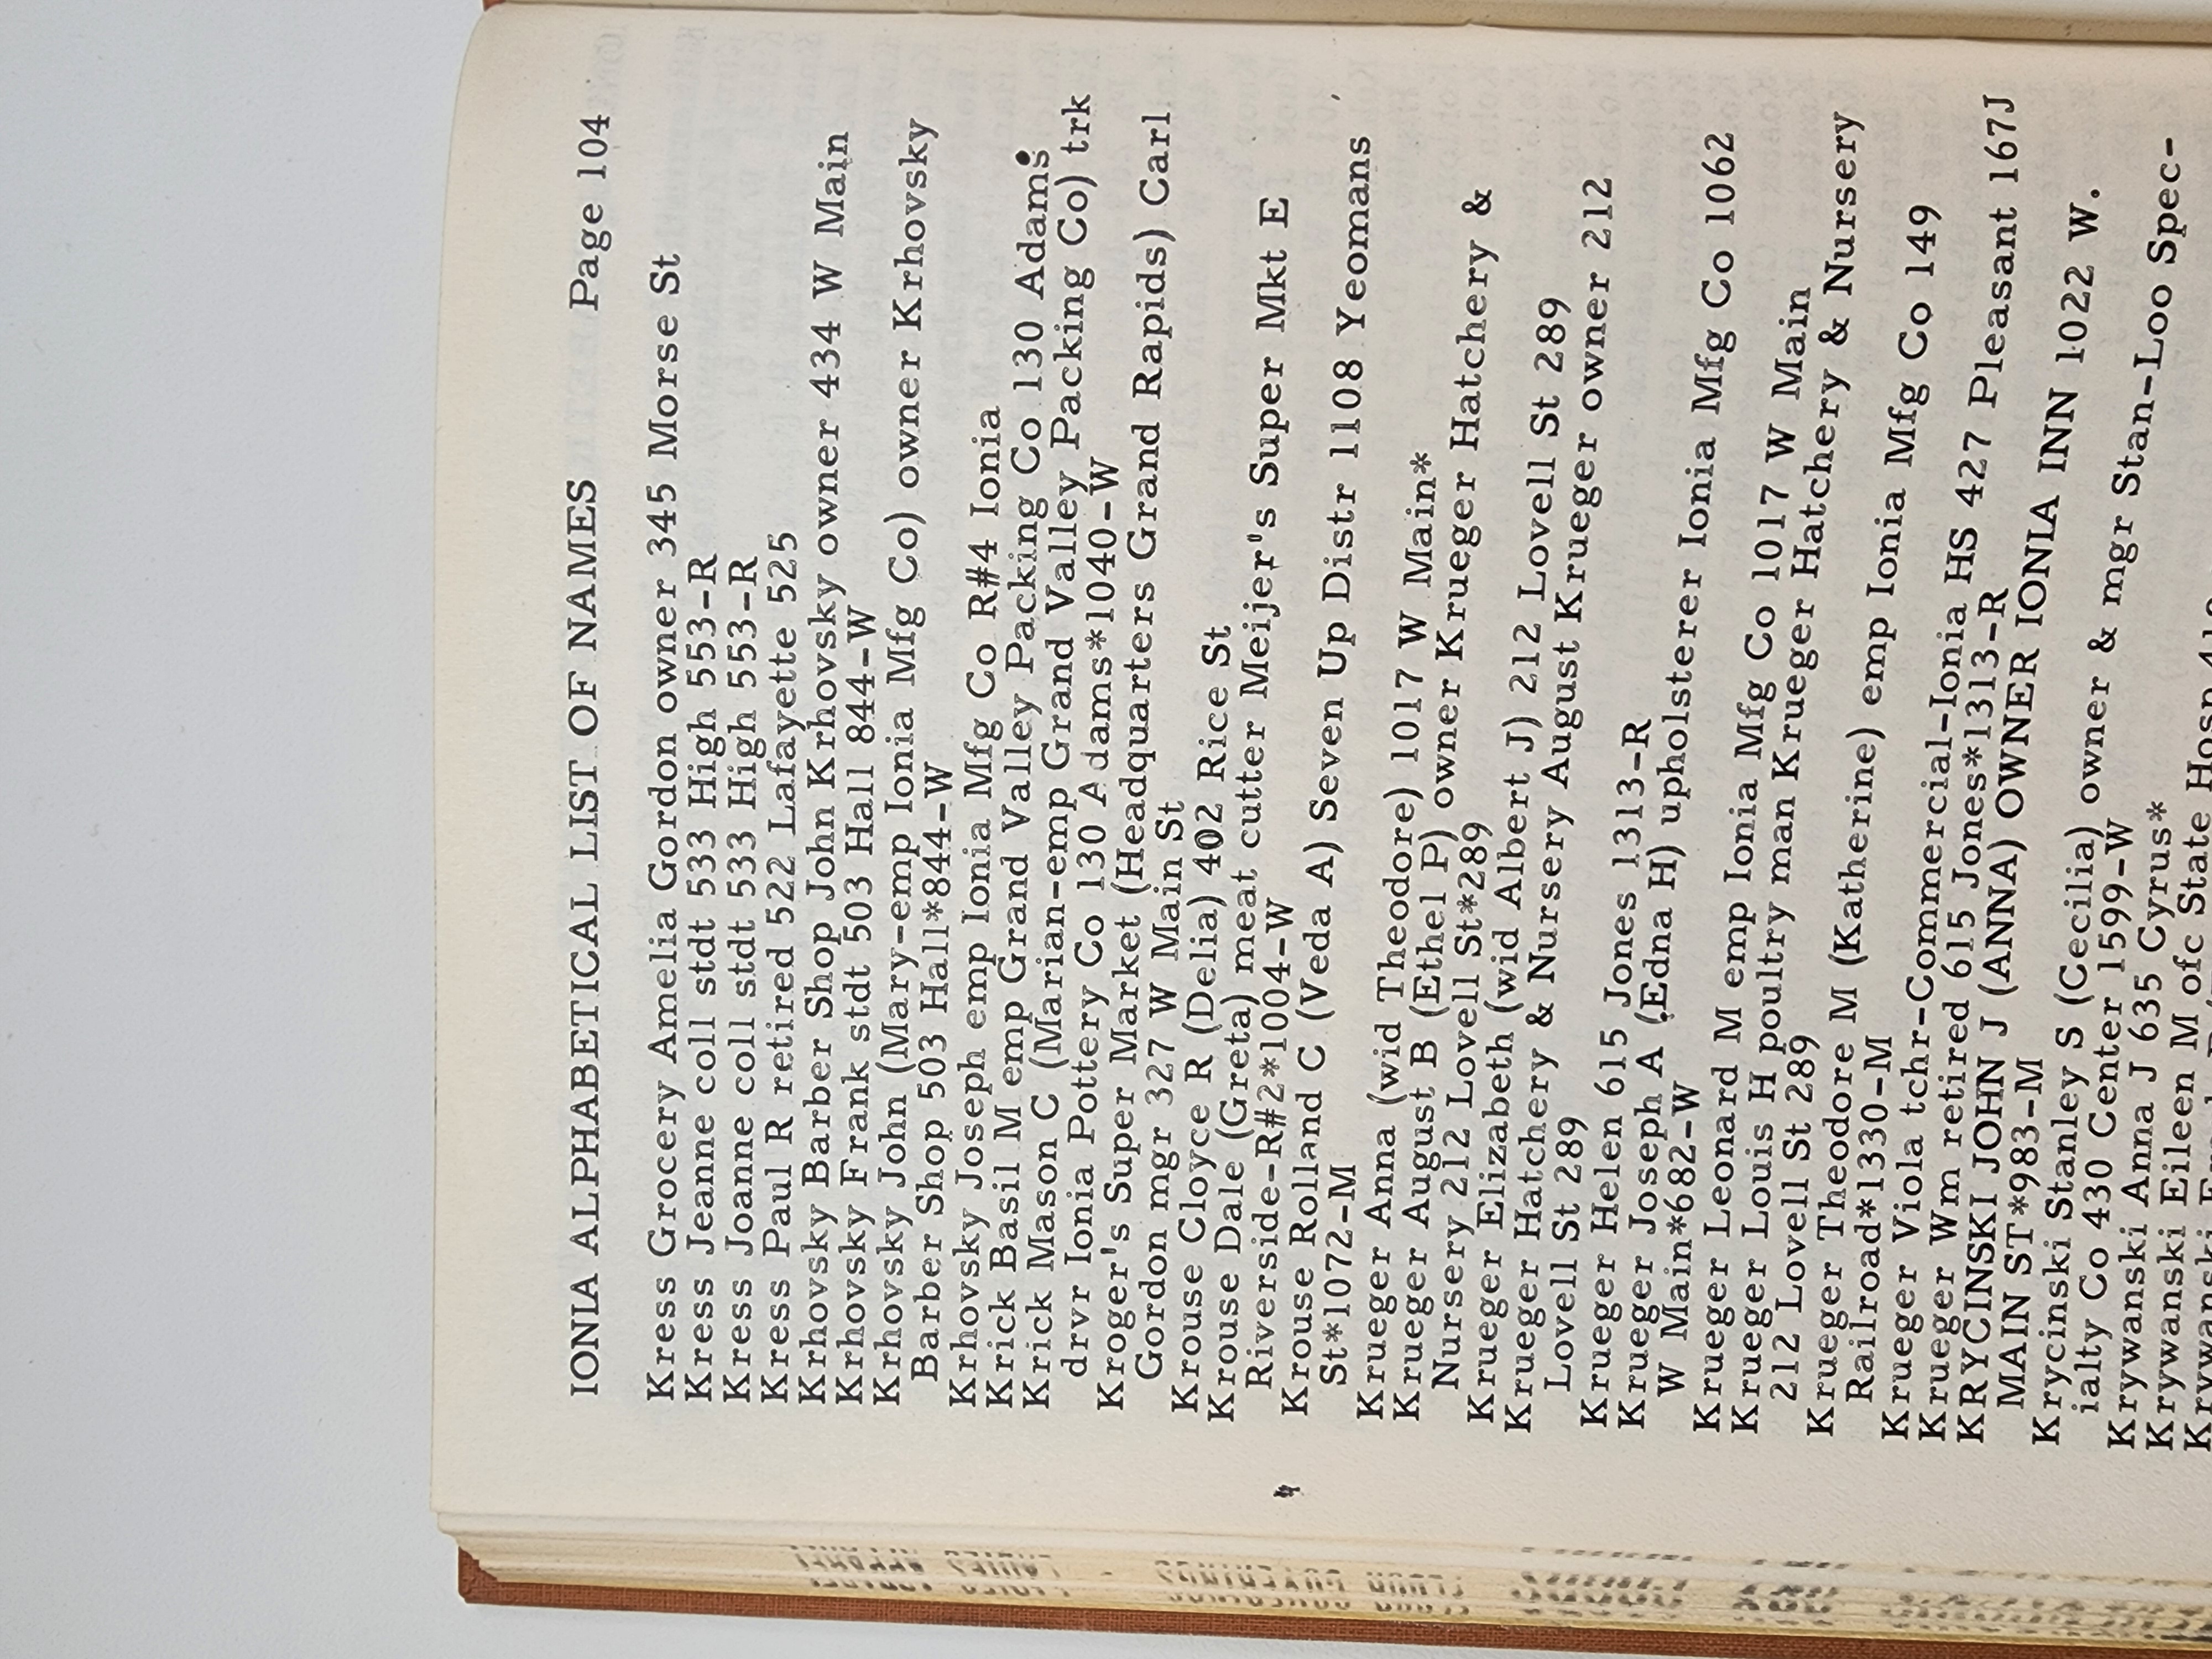 IONIA ALPHABETICAL LIST OF NAMES Page 104
Kress Grocery Amelia Gordon owner 345 Morse St
Kress Jeanne coll stdt 533 High 553-R
Kress Joanne coll stdt 533 High 553-R
Kress Paul R retired 522 Lafayette 525
Krhovsky Barber Shop John Krhovsky owner 434 W Main
Krhovsky Frank stdt 503 Hall 844-W
Krhovsky John (Mary-emp Ionia Mfg Co) owner Krhovsky
Barber Shop 503 Hall*844-W
Krhovsky Joseph emp Ionia Mfg Co R#4 Ionia
Krick Basil M emp Grand Valley Packing Co 130 Adams
Krick Mason C (Marian-emp Grand Valley Packing Co) trk
drvr Ionia Pottery Co 130 Adams*1040-W
Kroger's Super Market (Headquarters Grand Rapids) Carl
Gordon mgr 327 W Main St
Krouse Cloyce R (Delia) 402 Rice St
Krouse Dale (Greta) meat cutter Meijer's Super Mkt E
Riverside-R#2*1004-W
Krouse Rolland C (Veda A) Seven Up Distr 1108 Yeomans
St*1072-M
Krueger Anna (wid Theodore) 1017 W Main*
Krueger August B (Ethel P) owner Krueger Hatchery &
Nursery 212 Lovell St*289
Krueger Elizabeth (wid Albert J) 212 Lovell St 289
Krueger Hatchery & Nursery August Krueger owner 212
Lovell St 289
Krueger Helen 615 Jones 1313-R
Krueger Joseph A (Edna H) upholsterer Ionia Mfg Co 1062
W Main*682-W
Krueger Leonard M emp Ionia Mfg Co 1017 W Main
Krueger Louis H poultry man Krueger Hatchery & Nursery
212 Lovell St 289
Krueger Theodore M (Katherine) emp Ionia Mfg Co 149
Railroad*1330-M
Krueger Viola tchr-Commercial-Ionia HS 427 Pleasant 167J
Krueger Wm retired 615 Jones*1313-R
KRYCINSKI JOHN J (ANNA) OWNER IONIA INN 1022 W.
MAIN ST*983-M
Krycinski Stanley S (Cecilia) owner & mgr Stan-Loo Spec-
ialty Co 430 Center 1599-W
Krywanski Anna J 635 Cyrus*
Krywanski Eileen M ofc State Hosp
Krywanski